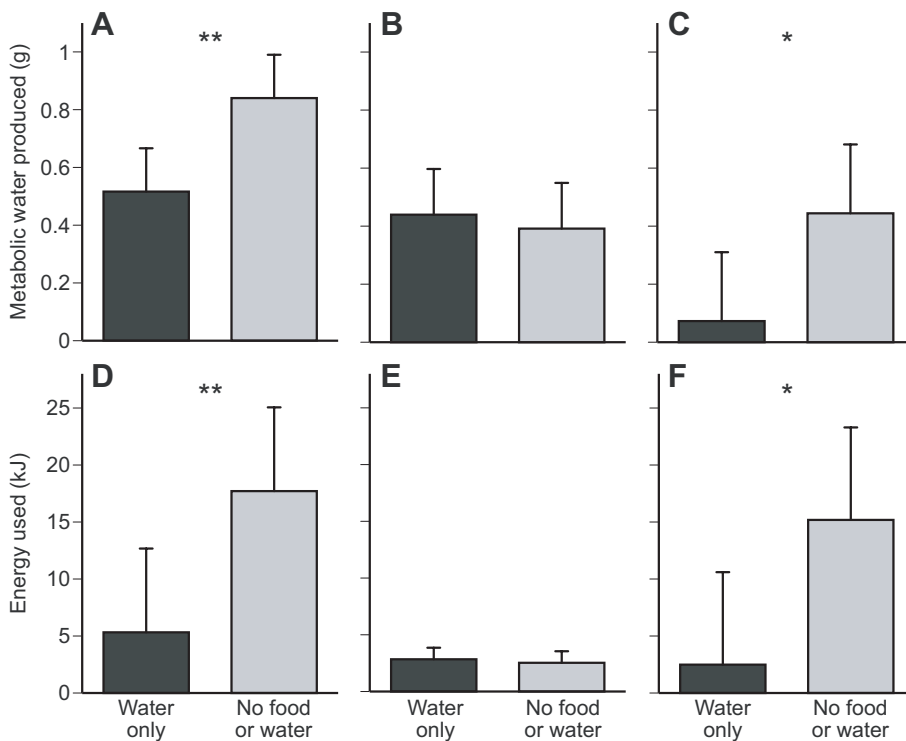 A
**
B
C
*
Metabolic water produced (g)
1
0.8
0.6
0.4
0.2
0
D
**
E
F
*
Energy used (kJ)
25
20
15
10
5
0
Water
only
No food
or water
Water
only
No food
or water
Water
only
No food
or water